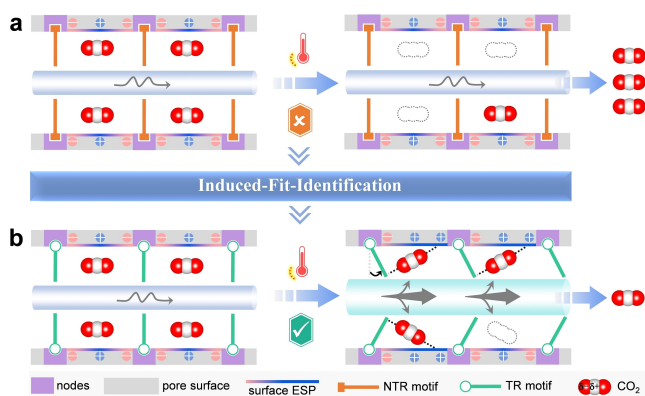 a
Induced-Fit-Identification
b
nodes
pore surface
surface ESP
NTR motif
TR motif
δ- δ+
CO₂